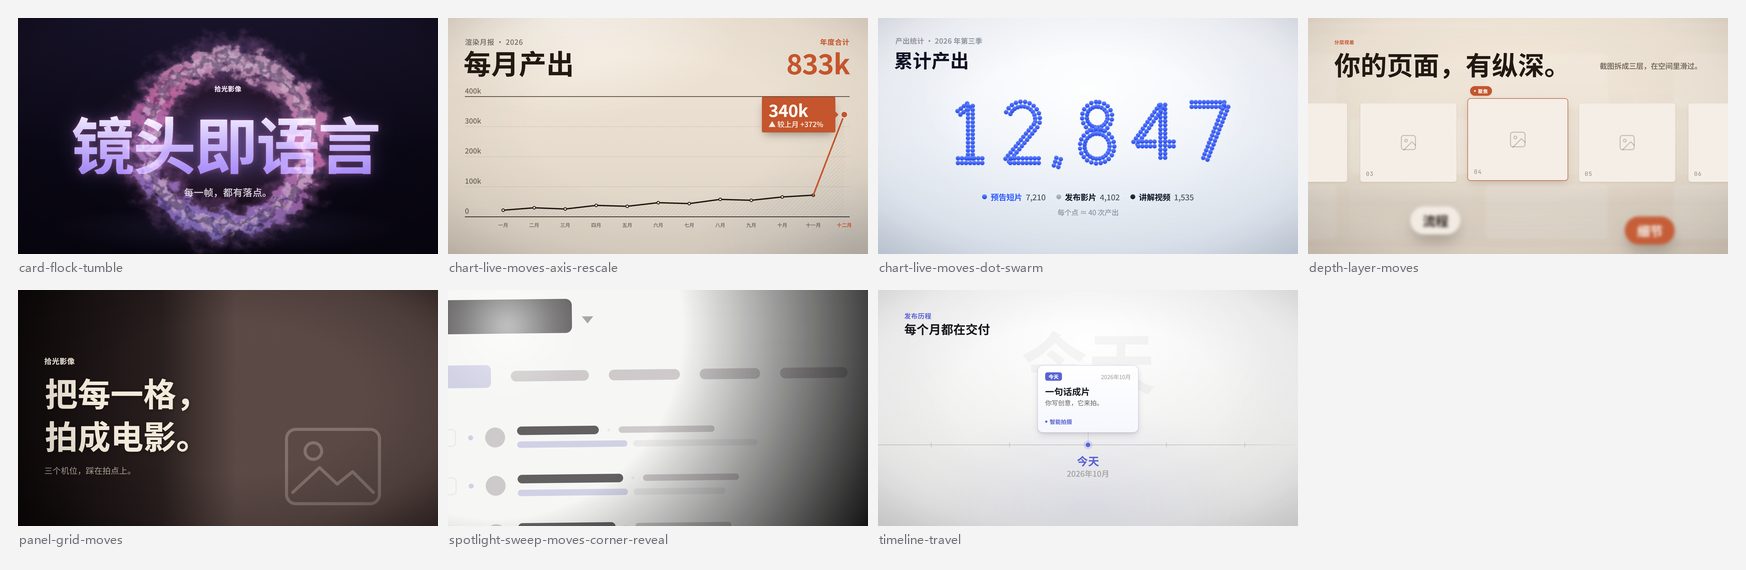 拾光影像
镜头即语言
每一帧，都有落点。
card-flock-tumble
渲染月报 • 2026
每月产出
年度合计
833k
400k
300k
200k
100k
0
340k
▲ 较上月 +372%
一月 二月 三月 四月 五月 六月 七月 八月 九月 十月 十一月 十二月
chart-live-moves-axis-rescale
产出统计 • 2026 年第三季
累计产出
12,847
预告短片 7,210 发布影片 4,102 讲解视频 1,535
每个点 ≈ 40 次产出
chart-live-moves-dot-swarm
分层视差
你的页面，有纵深。
截图拆成三层，在空间里滑过。
• 聚焦
03 04 05 06
流程
细节
depth-layer-moves
拾光影像
把每一格，
拍成电影。
三个机位，踩在拍点上。
panel-grid-moves
spotlight-sweep-moves-corner-reveal
发布历程
每个月都在交付
今天
今天 2026年10月
一句话成片
你写创意，它来拍。
• 智能拍摄
今天
2026年10月
timeline-travel